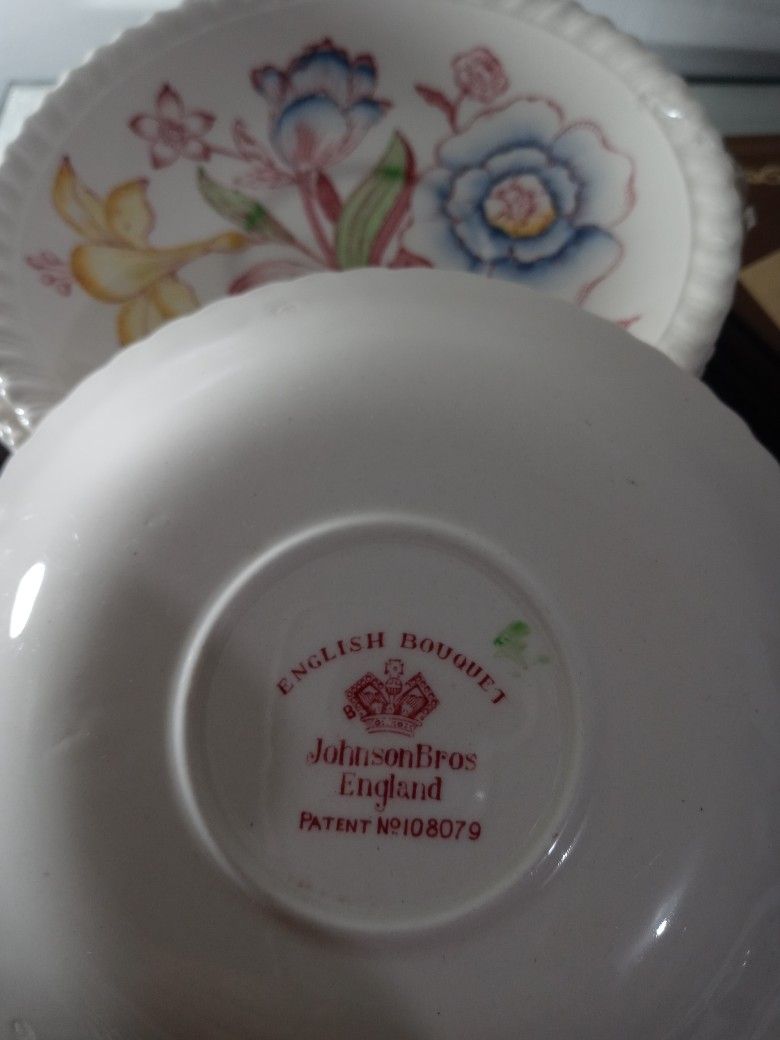 ENGLISH BOUQUET
JohnsonBros
England
PATENT Nº108079